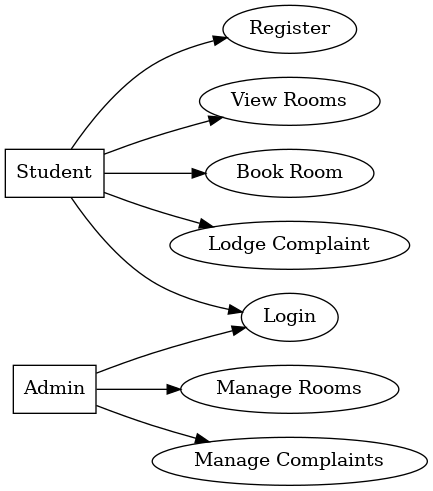 Register
View Rooms
Student
Book Room
Lodge Complaint
Login
Admin
Manage Rooms
Manage Complaints